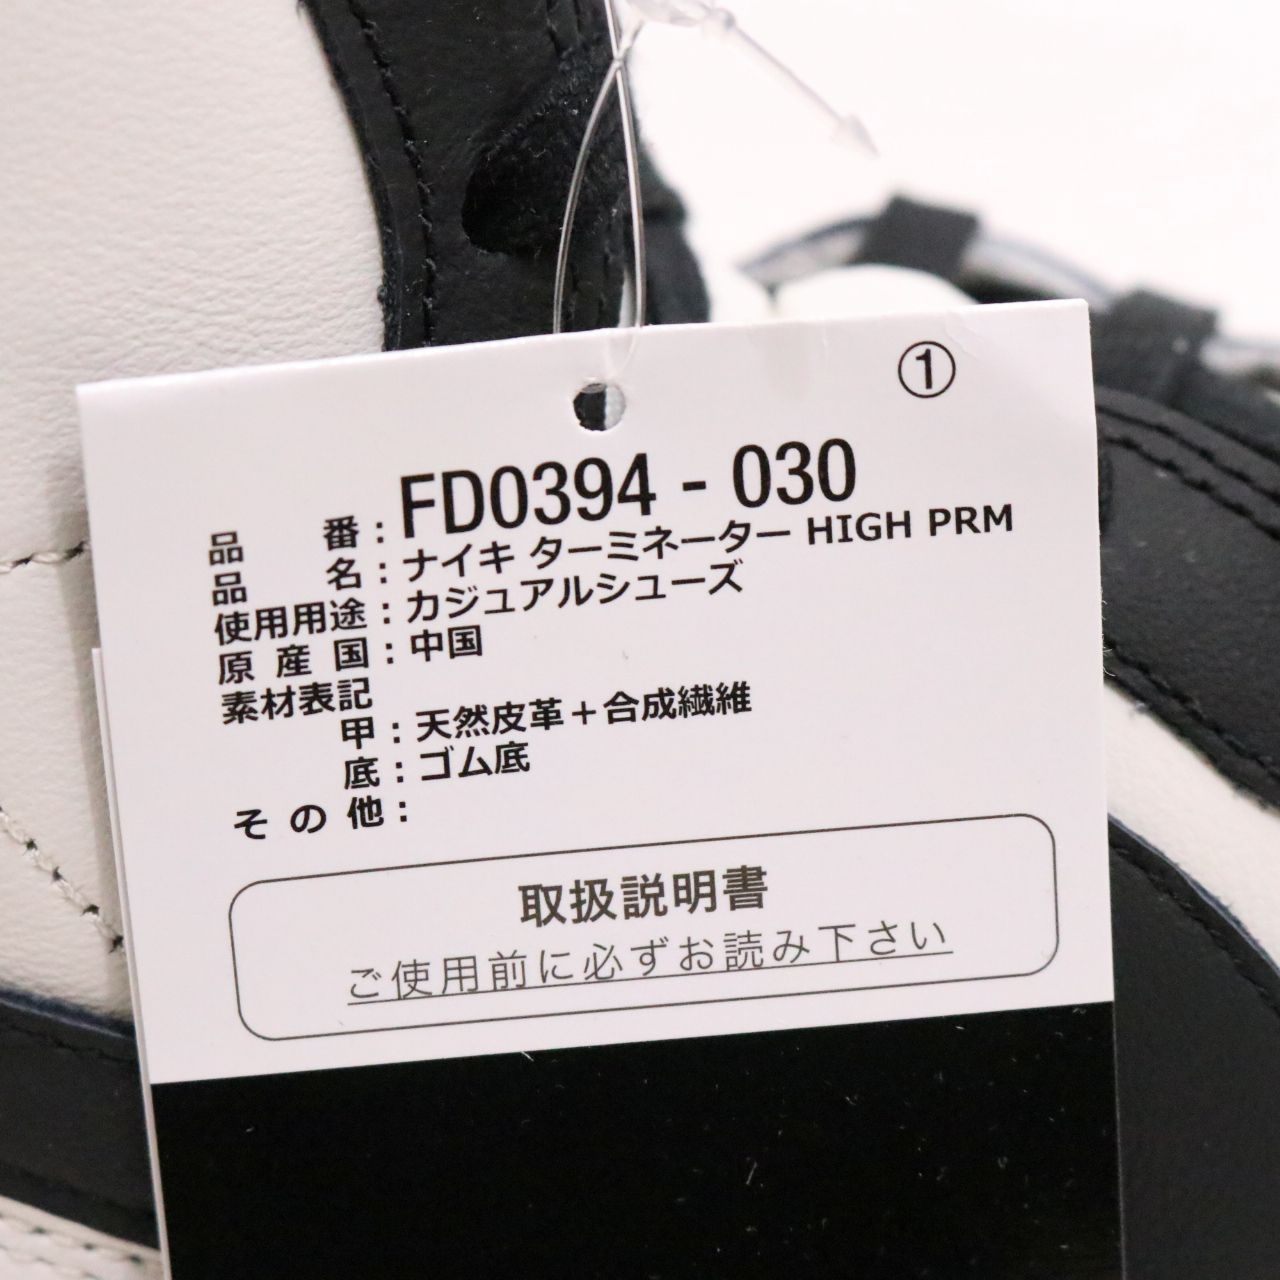 ①
品番：FD0394 - 030
品名：ナイキ ターミネーター HIGH PRM
使用用途：カジュアルシューズ
原産国：中国
素材表記
甲：天然皮革＋合成繊維
底：ゴム底
その他：
取扱説明書
ご使用前に必ずお読み下さい